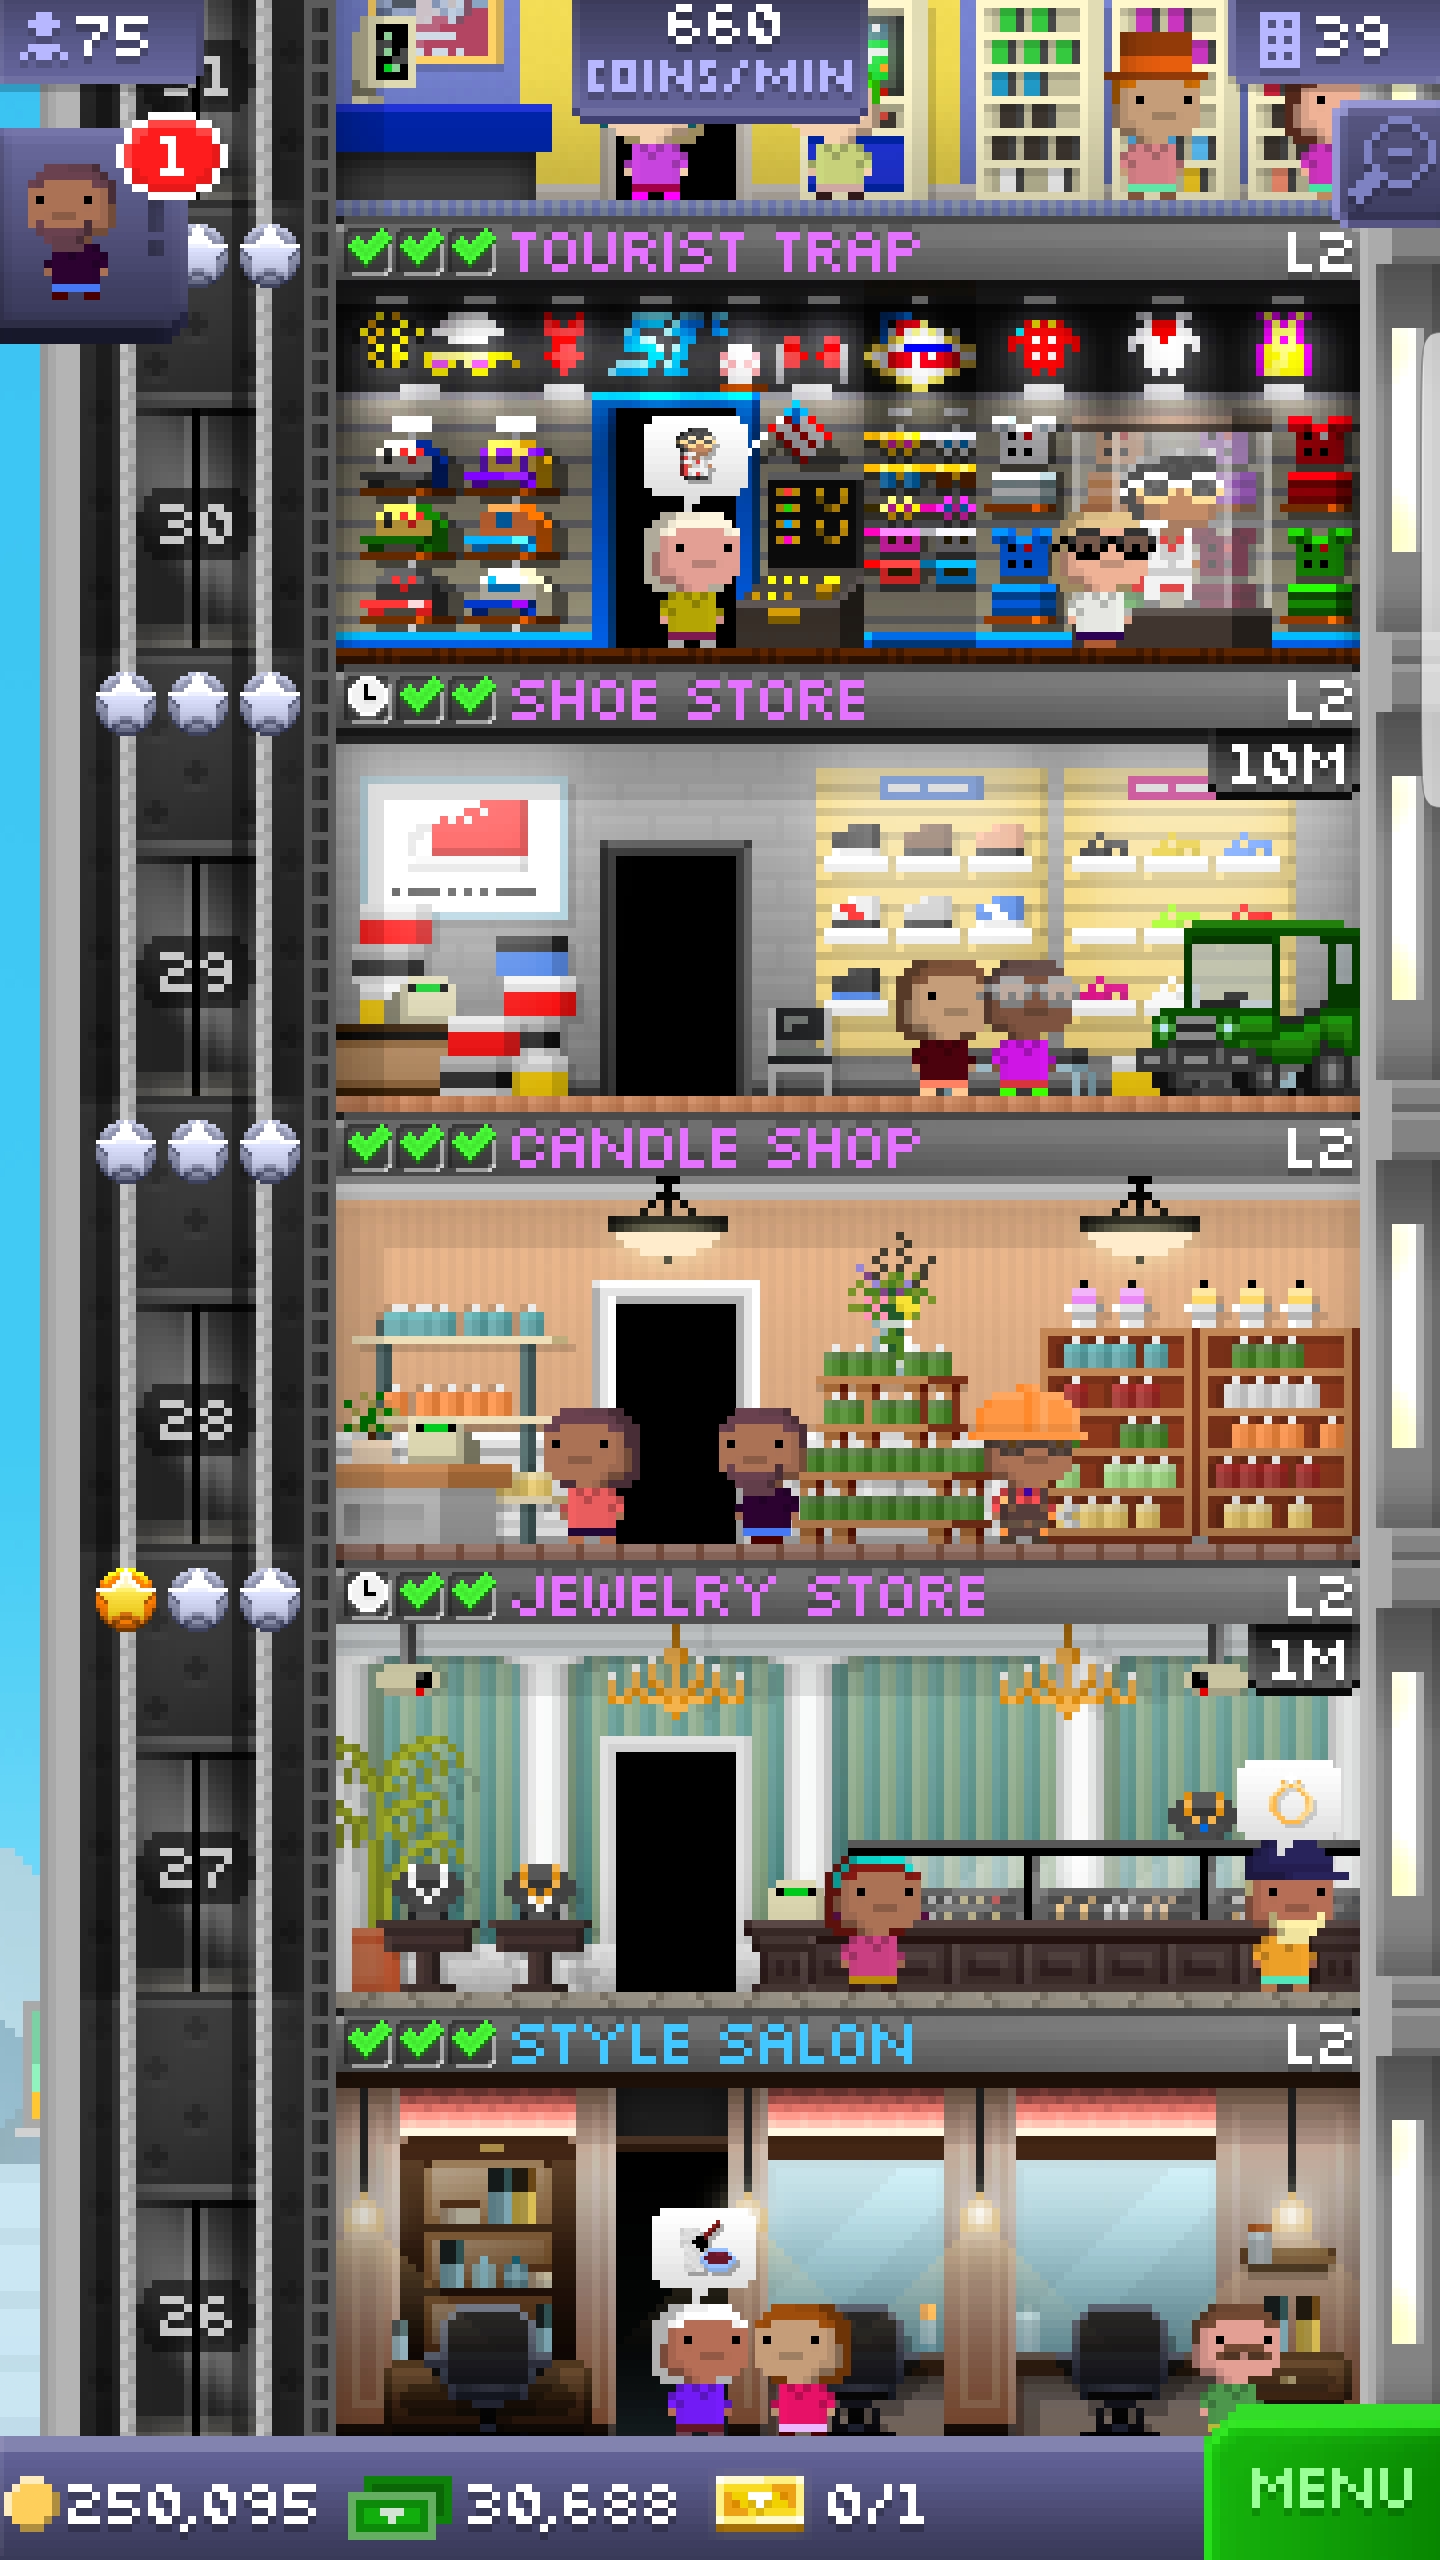 75
660
COINS/MIN
39
1
TOURIST TRAP
L2
30
SHOE STORE
L2
10M
29
CANDLE SHOP
L2
28
JEWELRY STORE
L2
1M
27
STYLE SALON
L2
26
250,095
30,688
0/1
MENU